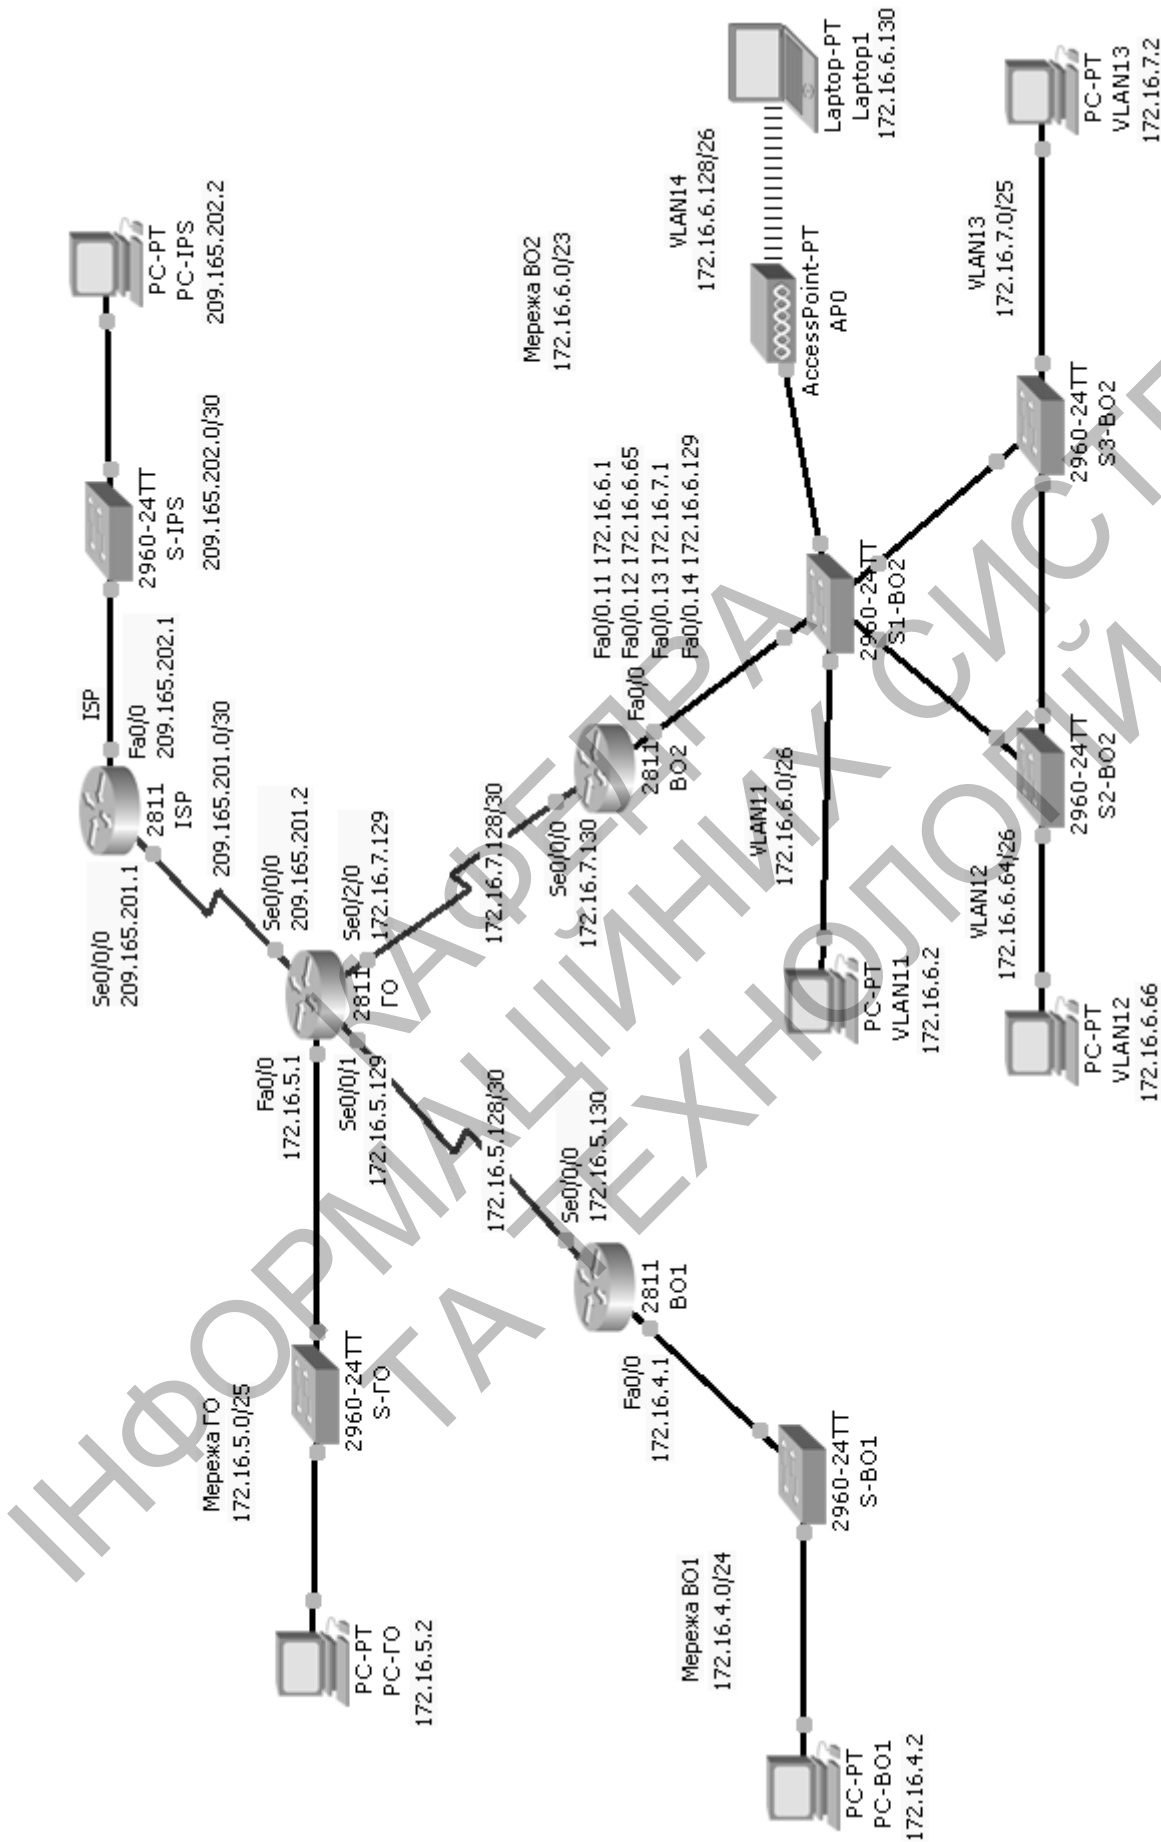 PC-PT
PC-IPS
209.165.202.2
2960-24TT
S-IPS
209.165.202.0/30
ISP
Fa0/0
209.165.202.1
2811
ISP
Se0/0/0
209.165.201.1
209.165.201.0/30
Se0/0/0
209.165.201.2
Se0/2/0
172.16.7.129
2811
ГО
Fa0/0
172.16.5.1
Se0/0/1
172.16.5.129
Мережа ГО
172.16.5.0/25
2960-24TT
S-ГО
PC-PT
PC-ГО
172.16.5.2
172.16.5.128/30
Se0/0/0
172.16.5.130
2811
ВО1
Fa0/0
172.16.4.1
2960-24TT
S-BO1
Мережа ВО1
172.16.4.0/24
PC-PT
PC-BO1
172.16.4.2
172.16.7.128/30
Se0/0/0
172.16.7.130
2811
BO2
Fa0/0
Fa0/0.11 172.16.6.1
Fa0/0.12 172.16.6.65
Fa0/0.13 172.16.7.1
Fa0/0.14 172.16.6.129
Мережа ВО2
172.16.6.0/23
VLAN14
172.16.6.128/26
AccessPoint-PT
AP0
Laptop-PT
Laptop1
172.16.6.130
2960-24TT
S1-BO2
VLAN11
172.16.6.0/26
PC-PT
VLAN11
172.16.6.2
VLAN12
172.16.6.64/26
PC-PT
VLAN12
172.16.6.66
2960-24TT
S2-BO2
2960-24TT
S3-BO2
VLAN13
172.16.7.0/25
PC-PT
VLAN13
172.16.7.2
КАФЕДРА
ІНФОРМАЦІЙНИХ
ТА ТЕХНОЛОГІЙ